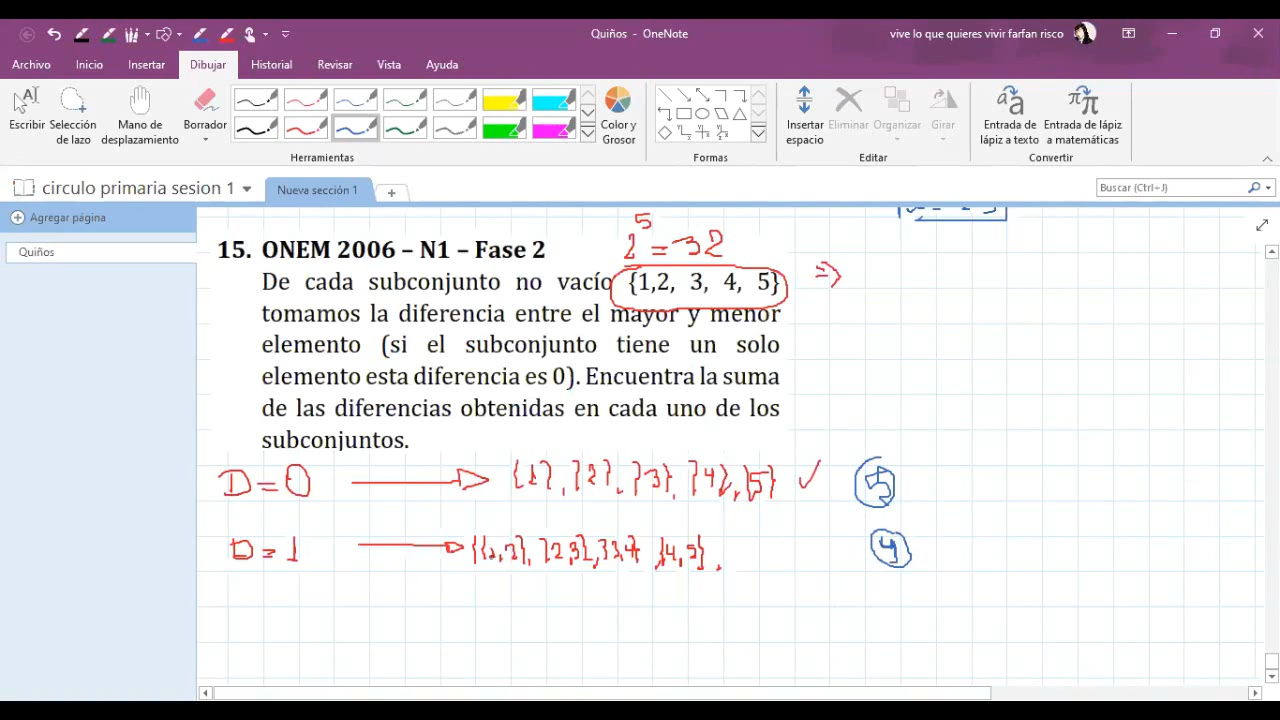 Quiños - OneNote
vive lo que quieres vivir farfan risco
Archivo Inicio Insertar Dibujar Historial Revisar Vista Ayuda
Escribir
Selección de lazo
Mano de desplazamiento
Borrador
Color y Grosor
Insertar espacio
Eliminar
Organizar
Girar
Entrada de lápiz a texto
Entrada de lápiz a matemáticas
Herramientas
Formas
Editar
Convertir
circulo primaria sesion 1
Nueva sección 1
Buscar (Ctrl+J)
Agregar página
Quiños
2^5 = 32
15. ONEM 2006 – N1 – Fase 2
De cada subconjunto no vacío {1,2, 3, 4, 5} ⇒
tomamos la diferencia entre el mayor y menor
elemento (si el subconjunto tiene un solo
elemento esta diferencia es 0). Encuentra la suma
de las diferencias obtenidas en cada uno de los
subconjuntos.
D = 0 → {1}, {2}, {3}, {4}, {5} ✓ 5
D = 1 → {{1,2}, {2,3}, {3,4}, {4,5}, 4